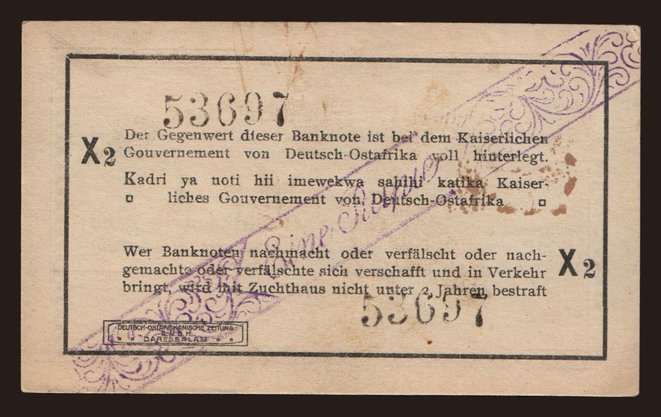 53697
X2
Der Gegenwert dieser Banknote ist bei dem Kaiserlichen
Gouvernement von Deutsch-Ostafrika voll hinterlegt.
Kadri ya noti hii imewekwa sahihi katika Kaiser-
liches Gouvernement von Deutsch-Ostafrika
Eine Rupie
Wer Banknoten nachmacht oder verfälscht oder nach-
gemachte oder verfälschte sich verschafft und in Verkehr
bringt, wird mit Zuchthaus nicht unter 2 Jahren bestraft
X2
53697
DEUTSCH-OSTAFRIKANISCHE ZEITUNG
G.M.B.H.
DARESSALAM